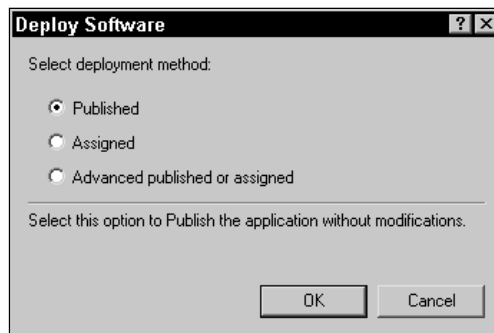 Deploy Software
Select deployment method:
Published
Assigned
Advanced published or assigned
Select this option to Publish the application without modifications.
OK Cancel